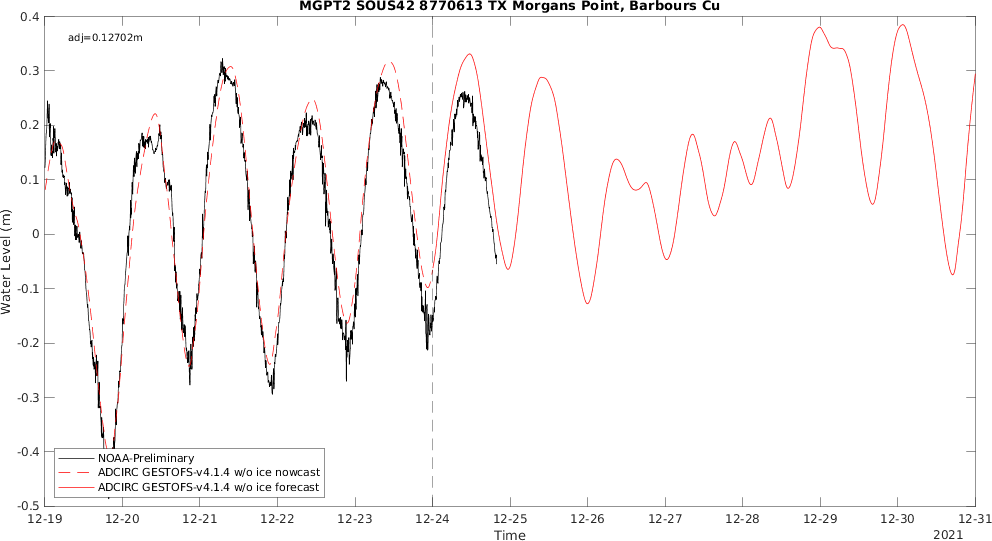 MGPT2 SOUS42 8770613 TX Morgans Point, Barbours Cu
adj=0.12702m
0.4
0.3
0.2
0.1
0
-0.1
-0.2
-0.3
-0.4
-0.5
Water Level (m)
NOAA-Preliminary
ADCIRC GESTOFS-v4.1.4 w/o ice nowcast
ADCIRC GESTOFS-v4.1.4 w/o ice forecast
12-19 12-20 12-21 12-22 12-23 12-24 12-25 12-26 12-27 12-28 12-29 12-30 12-31
Time
2021